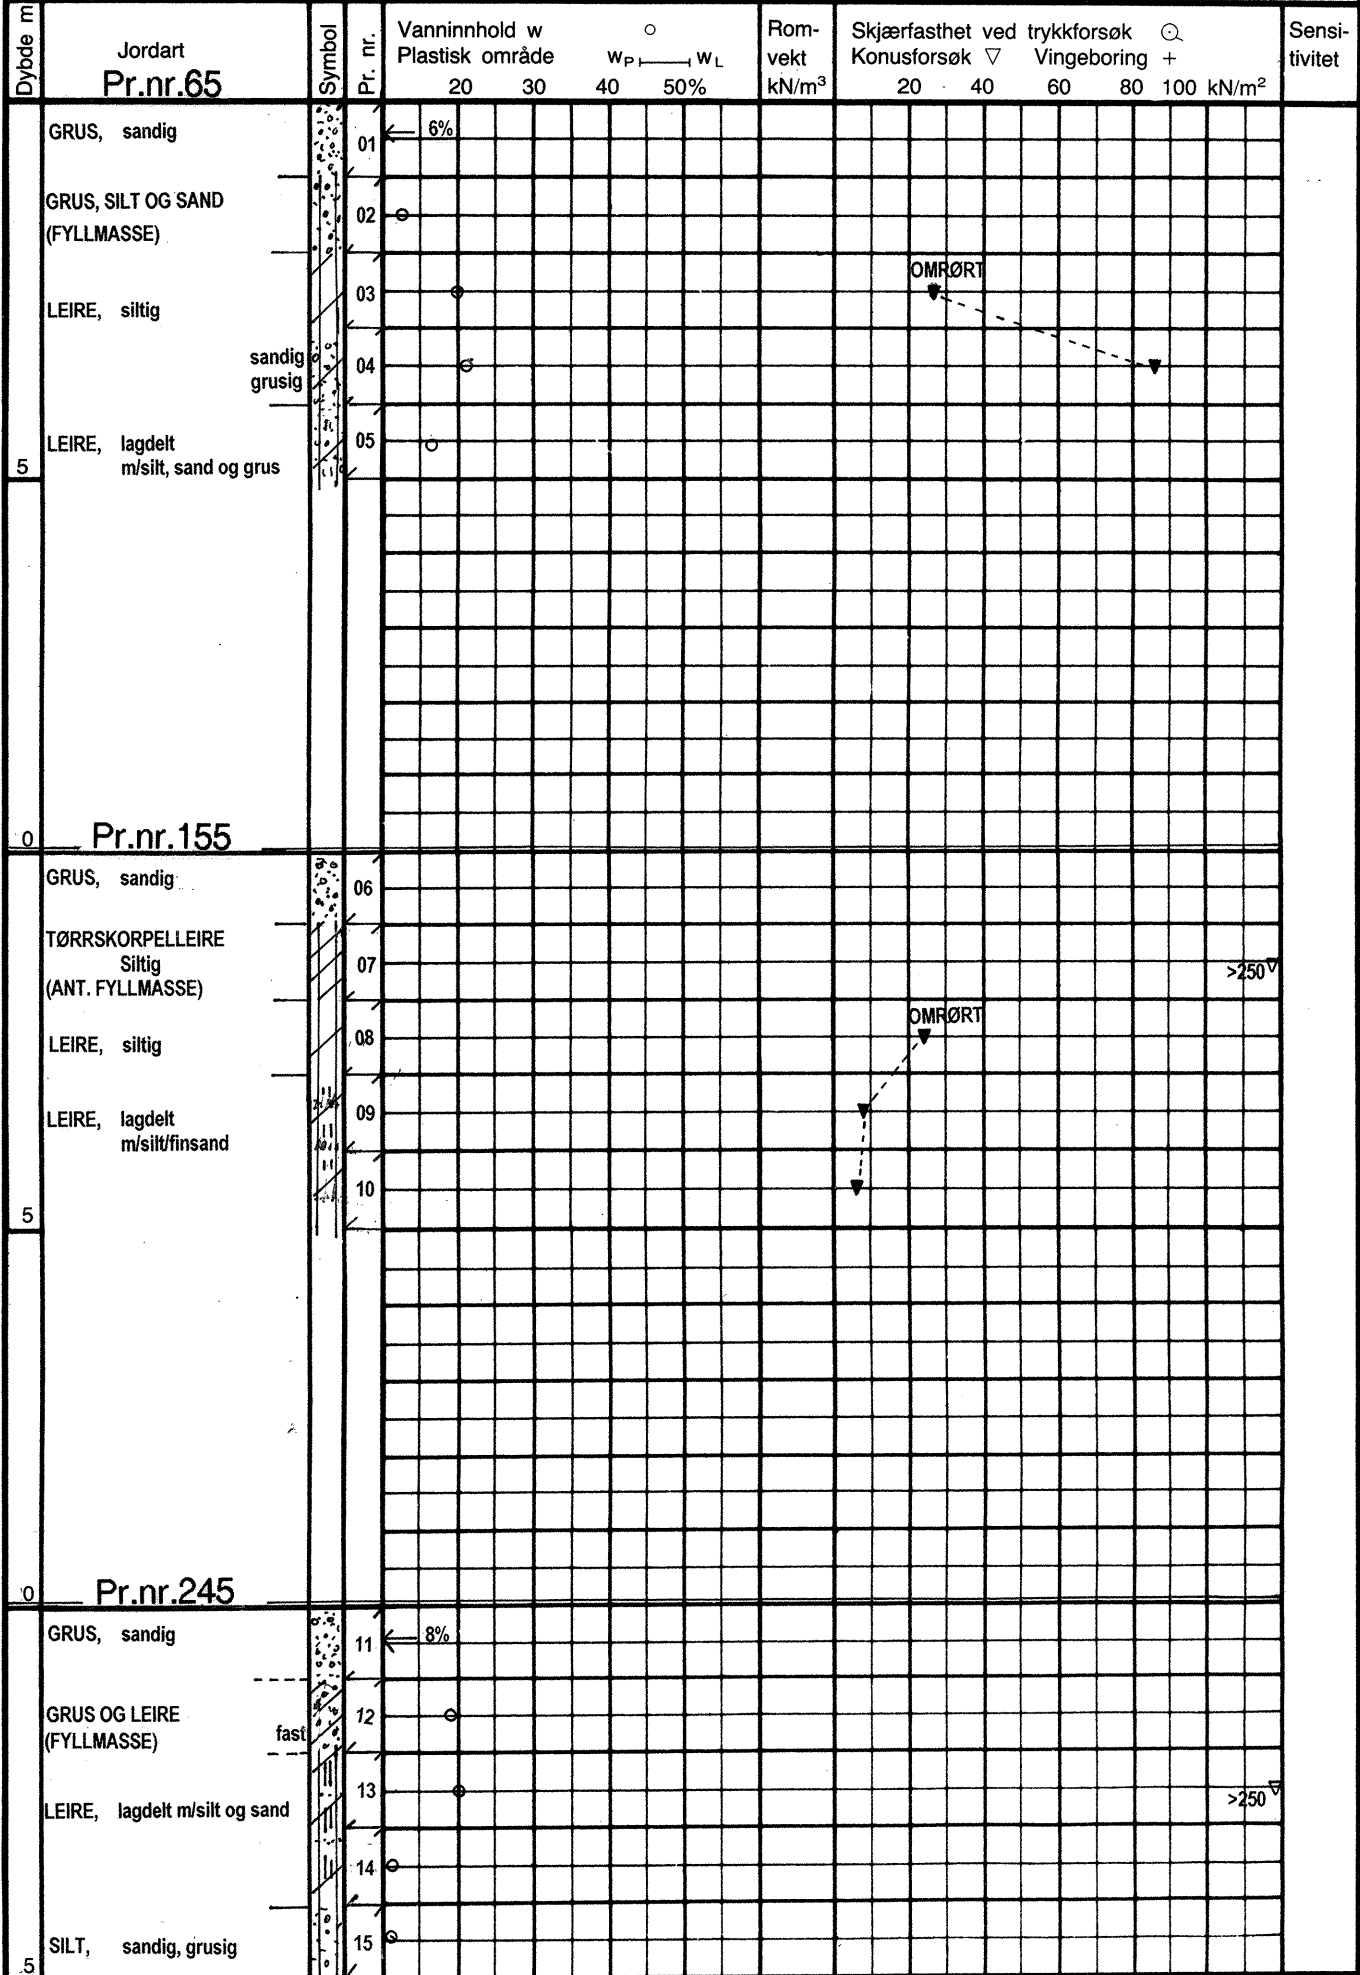 Dybde m
Jordart
Pr.nr.65
Symbol
Pr. nr.
Vanninnhold w
Plastisk område wP wL
20 30 40 50%
Rom-
vekt
kN/m³
Skjærfasthet ved trykkforsøk
Konusforsøk ▽ Vingeboring +
20 40 60 80 100 kN/m²
Sensi-
tivitet
GRUS, sandig
01
6%
GRUS, SILT OG SAND
(FYLLMASSE)
02
OMRØRT
03
LEIRE, siltig
sandig
grusig
04
LEIRE, lagdelt
m/silt, sand og grus
05
5
0
Pr.nr.155
GRUS, sandig
06
TØRRSKORPELLEIRE
Siltig
(ANT. FYLLMASSE)
07
>250
OMRØRT
LEIRE, siltig
08
LEIRE, lagdelt
m/silt/finsand
09
10
5
0
Pr.nr.245
GRUS, sandig
11
8%
GRUS OG LEIRE
(FYLLMASSE)
fast
12
13
>250
LEIRE, lagdelt m/silt og sand
14
SILT, sandig, grusig
15
5